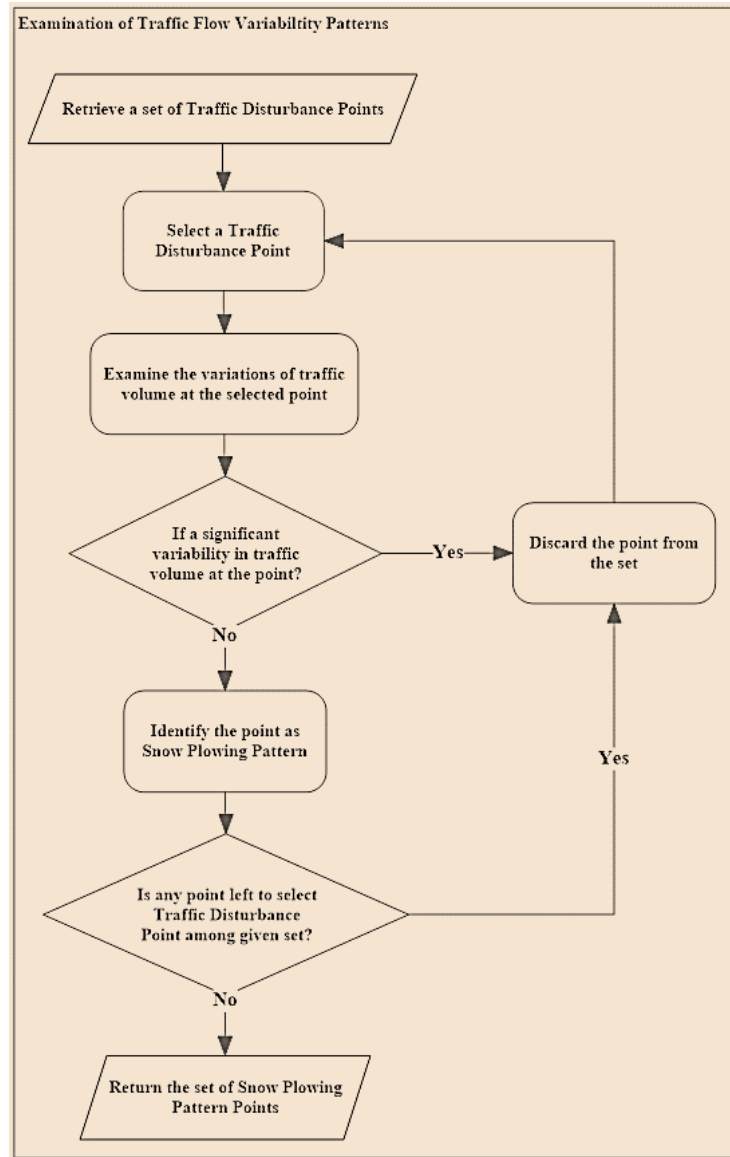 Examination of Traffic Flow Variabiltity Patterns
Retrieve a set of Traffic Disturbance Points
Select a Traffic
Disturbance Point
Examine the variations of traffic
volume at the selected point
If a significant
variability in traffic
volume at the point?
Yes
Discard the point from
the set
No
Identify the point as
Snow Plowing Pattern
Yes
Is any point left to select
Traffic Disturbance
Point among given set?
No
Return the set of Snow Plowing
Pattern Points